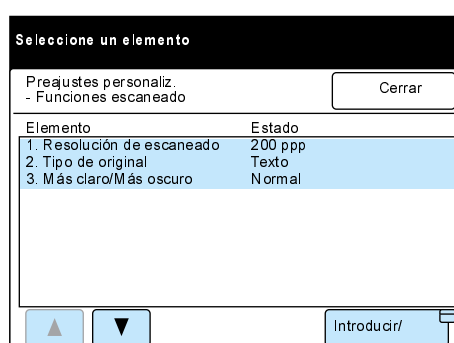 Seleccione un elemento
Preajustes personaliz.
- Funciones escaneado
Cerrar
Elemento Estado
1. Resolución de escaneado 200 ppp
2. Tipo de original Texto
3. Más claro/Más oscuro Normal
Introducir/